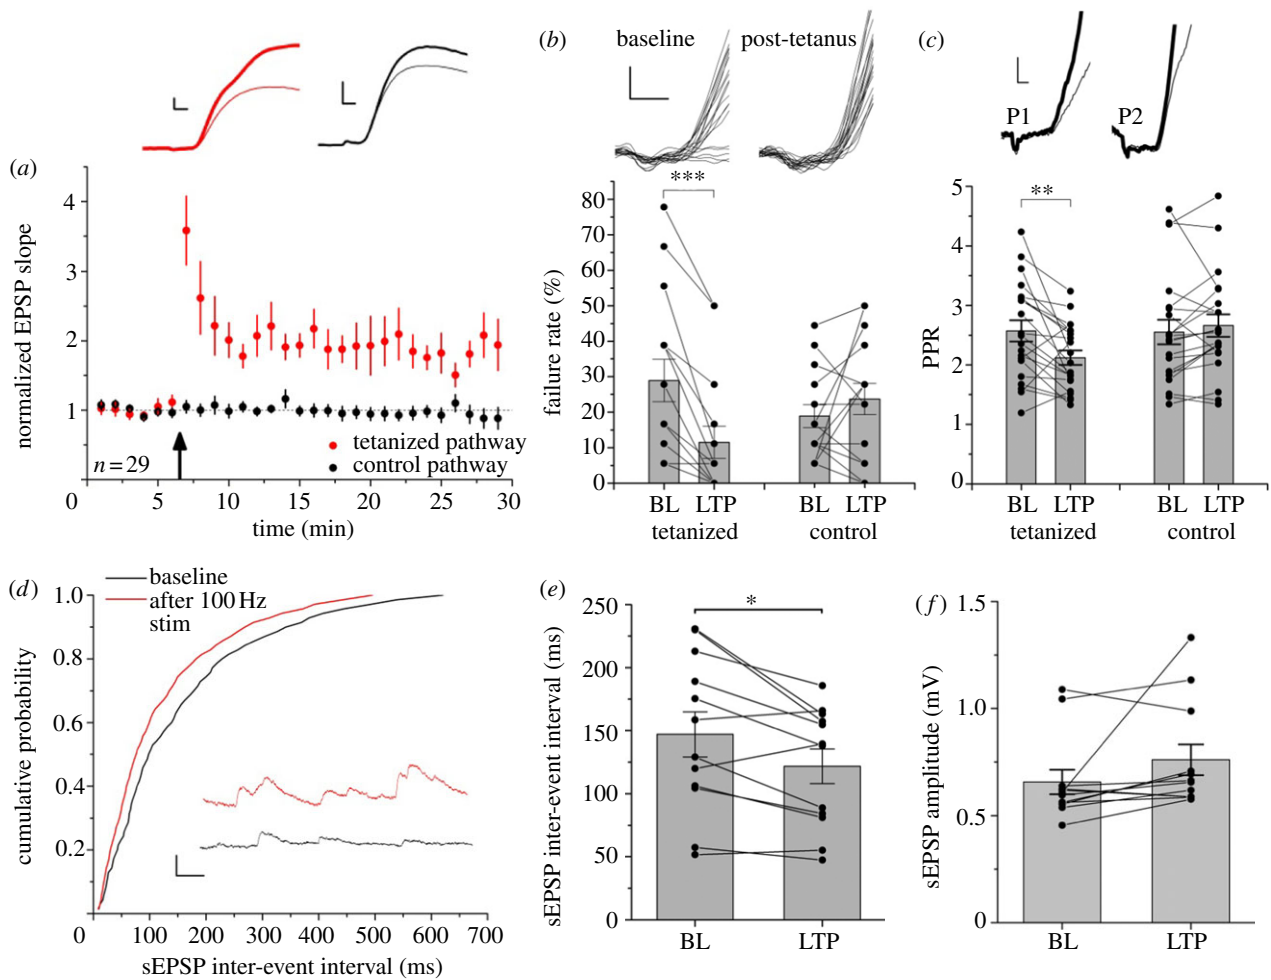 (a)
normalized EPSP slope
4
3
2
1
0
5
10
15
20
25
30
n = 29
tetanized pathway
control pathway
time (min)
(b)
baseline
post-tetanus
***
failure rate (%)
80
70
60
50
40
30
20
10
0
BL
LTP
BL
LTP
tetanized
control
(c)
P1
P2
**
PPR
5
4
3
2
1
0
BL
LTP
BL
LTP
tetanized
control
(d)
baseline
after 100 Hz
stim
cumulative probability
1.0
0.8
0.6
0.4
0.2
0
100
200
300
400
500
600
700
sEPSP inter-event interval (ms)
(e)
*
sEPSP inter-event interval (ms)
250
200
150
100
50
0
BL
LTP
(f)
sEPSP amplitude (mV)
1.5
1.0
0.5
0
BL
LTP